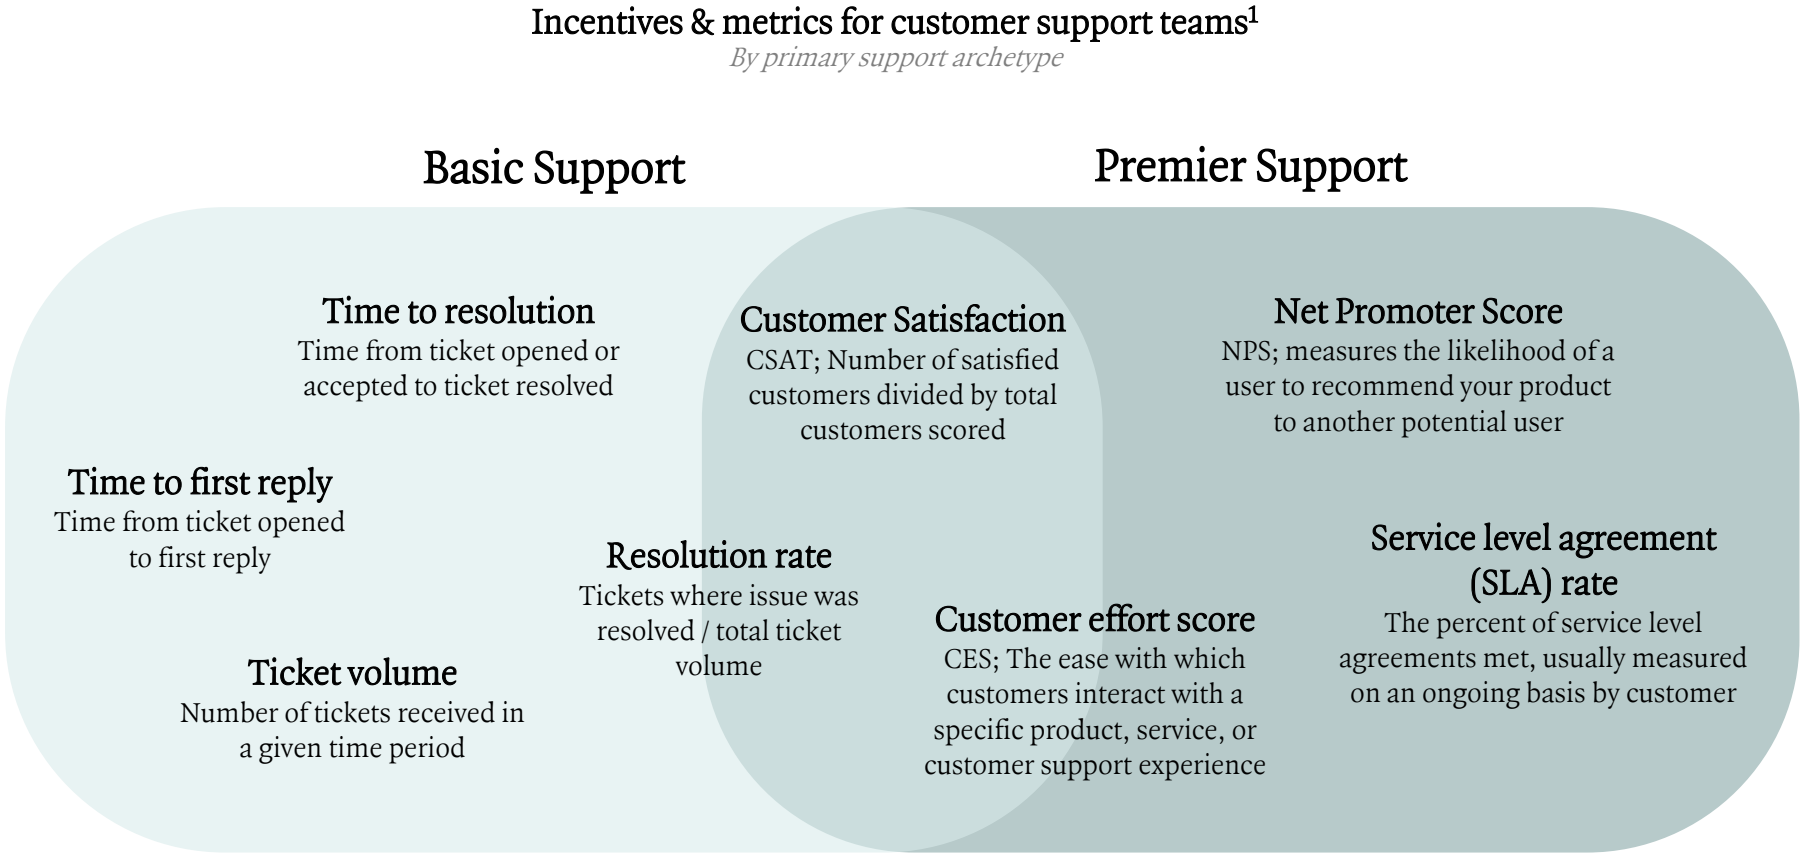 Incentives & metrics for customer support teams¹
By primary support archetype
Basic Support
Premier Support
Time to resolution
Time from ticket opened or
accepted to ticket resolved
Customer Satisfaction
CSAT; Number of satisfied
customers divided by total
customers scored
Net Promoter Score
NPS; measures the likelihood of a
user to recommend your product
to another potential user
Time to first reply
Time from ticket opened
to first reply
Resolution rate
Tickets where issue was
resolved / total ticket
volume
Service level agreement
(SLA) rate
The percent of service level
agreements met, usually measured
on an ongoing basis by customer
Ticket volume
Number of tickets received in
a given time period
Customer effort score
CES; The ease with which
customers interact with a
specific product, service, or
customer support experience